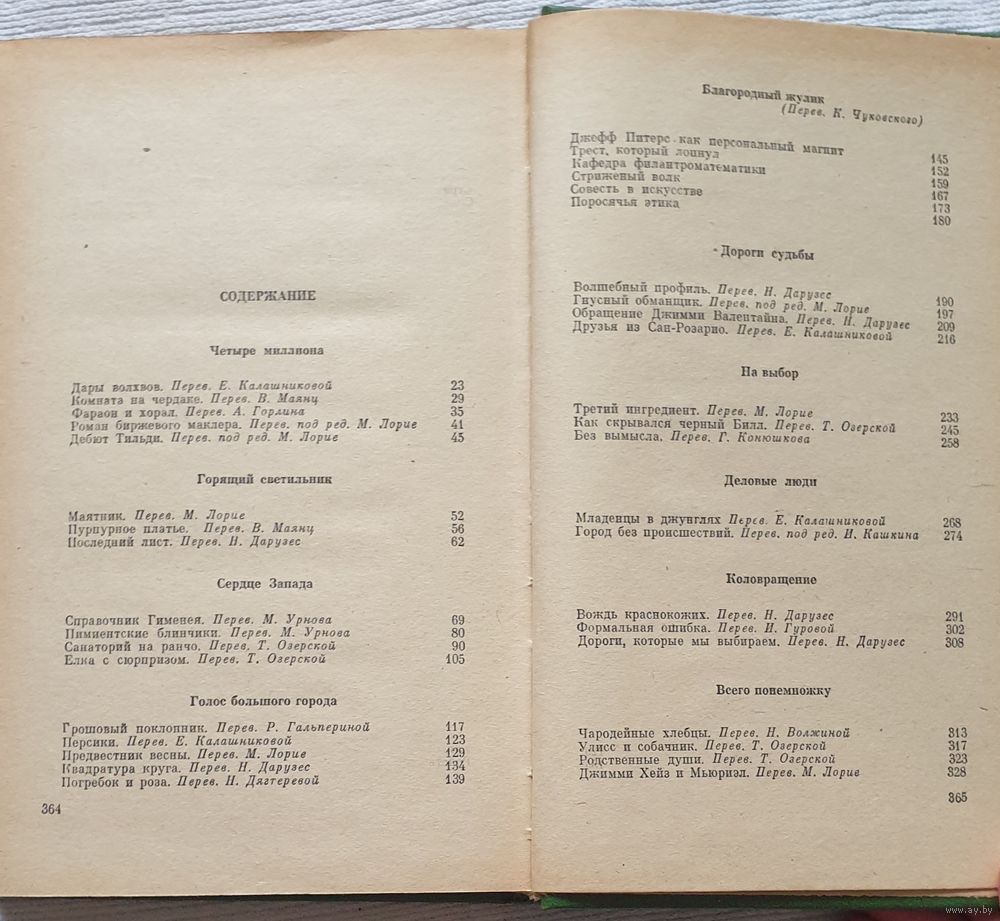 СОДЕРЖАНИЕ
Четыре миллиона
Дары волхвов. Перев. Е. Калашниковой 23
Комната на чердаке. Перев. В. Маянц 29
Фараон и хорал. Перев. А. Горлина 35
Роман биржевого маклера. Перев. под ред. М. Лорие 41
Дебют Тильди. Перев. под ред. М. Лорие 45
Горящий светильник
Маятник. Перев. М. Лорие 52
Пурпурное платье. Перев. В. Маянц 56
Последний лист. Перев. Н. Дарузес 62
Сердце Запада
Справочник Гименея. Перев. М. Урнова 69
Пимиентские блинчики. Перев. М. Урнова 80
Санаторий на ранчо. Перев. Т. Озерской 90
Елка с сюрпризом. Перев. Т. Озерской 105
Голос большого города
Грошовый поклонник. Перев. Р. Гальпериной 117
Персики. Перев. Е. Калашниковой 123
Предвестник весны. Перев. М. Лорие 129
Квадратура круга. Перев. Н. Дарузес 134
Погребок и роза. Перев. Н. Дягтеревой 139
364
Благородный жулик
(Перев. К. Чуковского)
Джефф Питерс как персональный магнит 145
Трест, который лопнул 152
Кафедра филантроматематики 159
Стриженый волк 167
Совесть в искусстве 173
Поросячья этика 180
Дороги судьбы
Волшебный профиль. Перев. Н. Дарузес 190
Гнусный обманщик. Перев. под ред. М. Лорие 197
Обращение Джимми Валентайна. Перев. Н. Дарузес 209
Друзья из Сан-Розарио. Перев. Е. Калашниковой 216
На выбор
Третий ингредиент. Перев. М. Лорие 233
Как скрывался черный Билл. Перев. Т. Озерской 245
Без вымысла. Перев. Г. Конюшкова 258
Деловые люди
Младенцы в джунглях Перев. Е. Калашниковой 268
Город без происшествий. Перев. под ред. И. Кашкина 274
Коловращение
Вождь краснокожих. Перев. Н. Дарузес 291
Формальная ошибка. Перев. И. Гуровой 302
Дороги, которые мы выбираем. Перев. Н. Дарузес 308
Всего понемножку
Чародейные хлебцы. Перев. Н. Волжиной 313
Улисс и собачник. Перев. Т. Озерской 317
Родственные души. Перев. Т. Озерской 323
Джимми Хейз и Мьюриэл. Перев. М. Лорие 328
365
www.ay.by